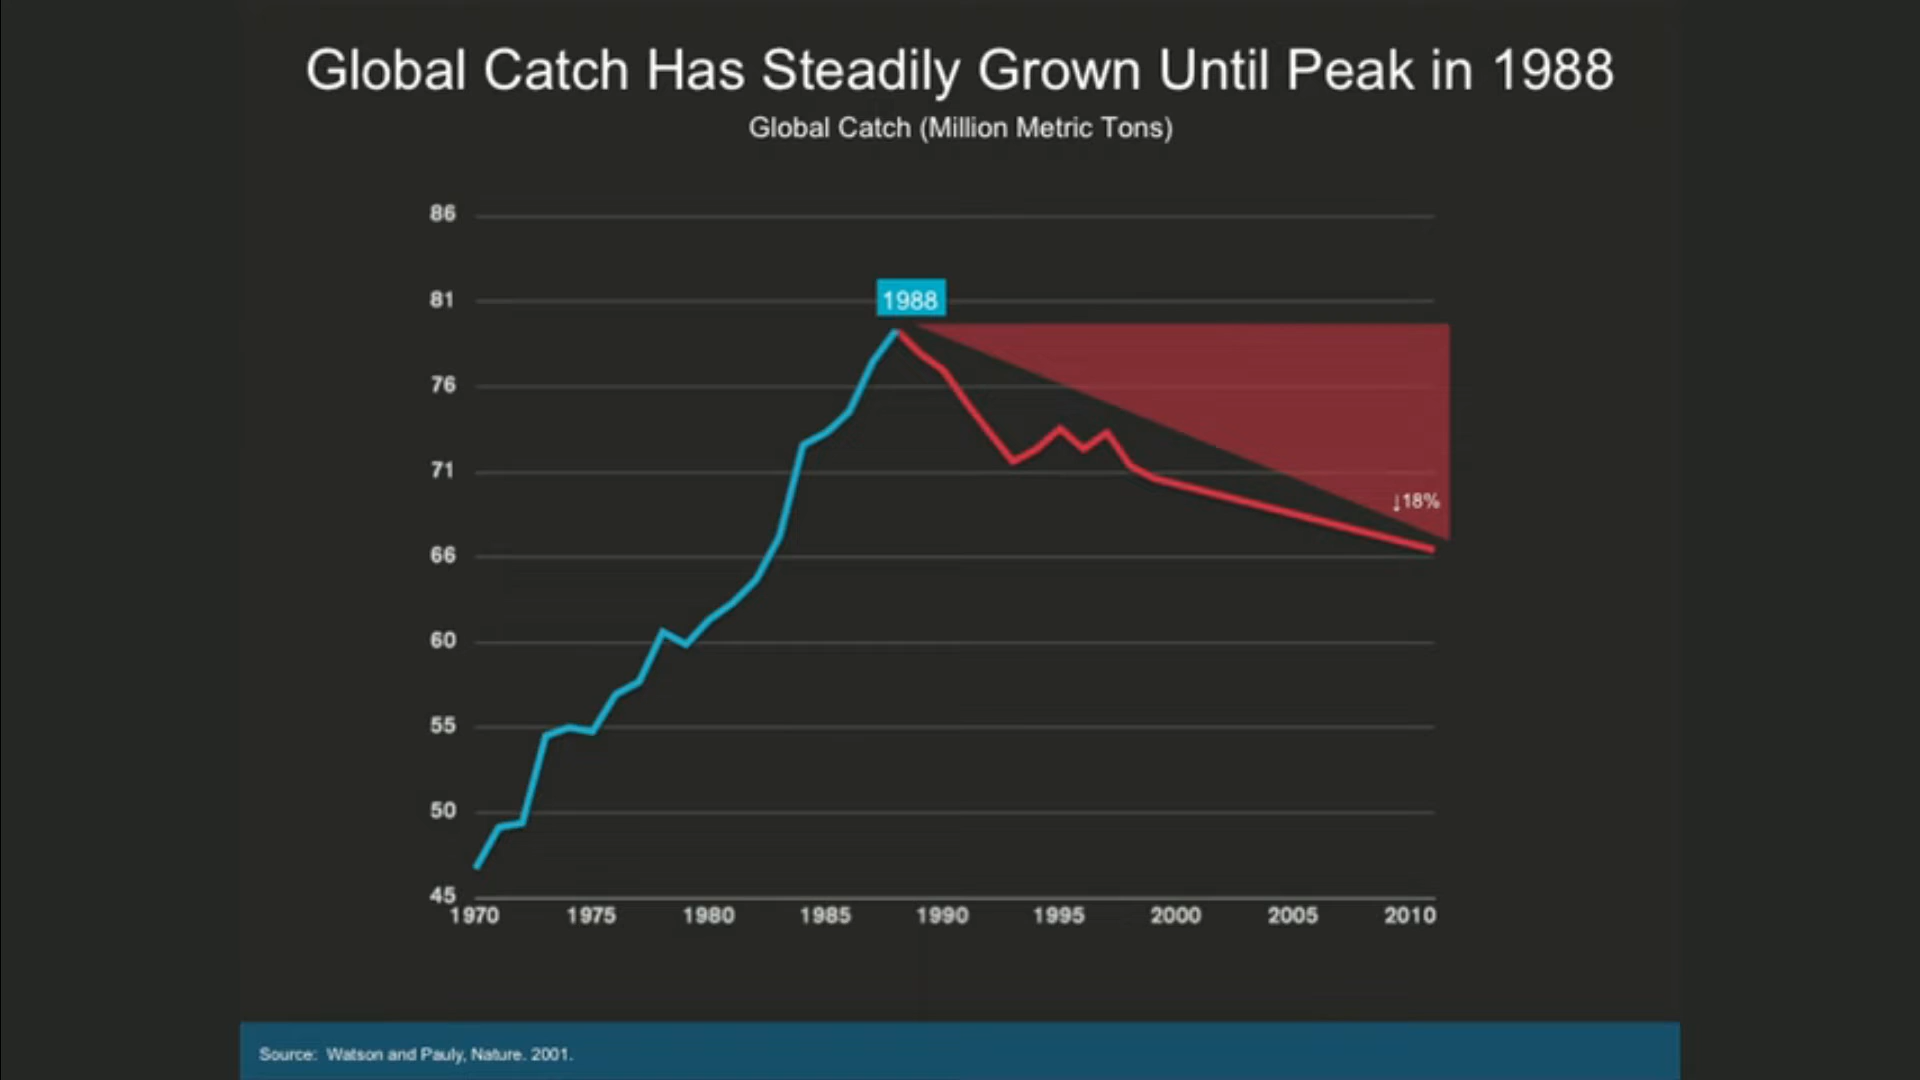 Global Catch Has Steadily Grown Until Peak in 1988
Global Catch (Million Metric Tons)
86
81
76
71
66
60
55
50
45
1988
↓18%
1970 1975 1980 1985 1990 1995 2000 2005 2010
Source: Watson and Pauly, Nature. 2001.